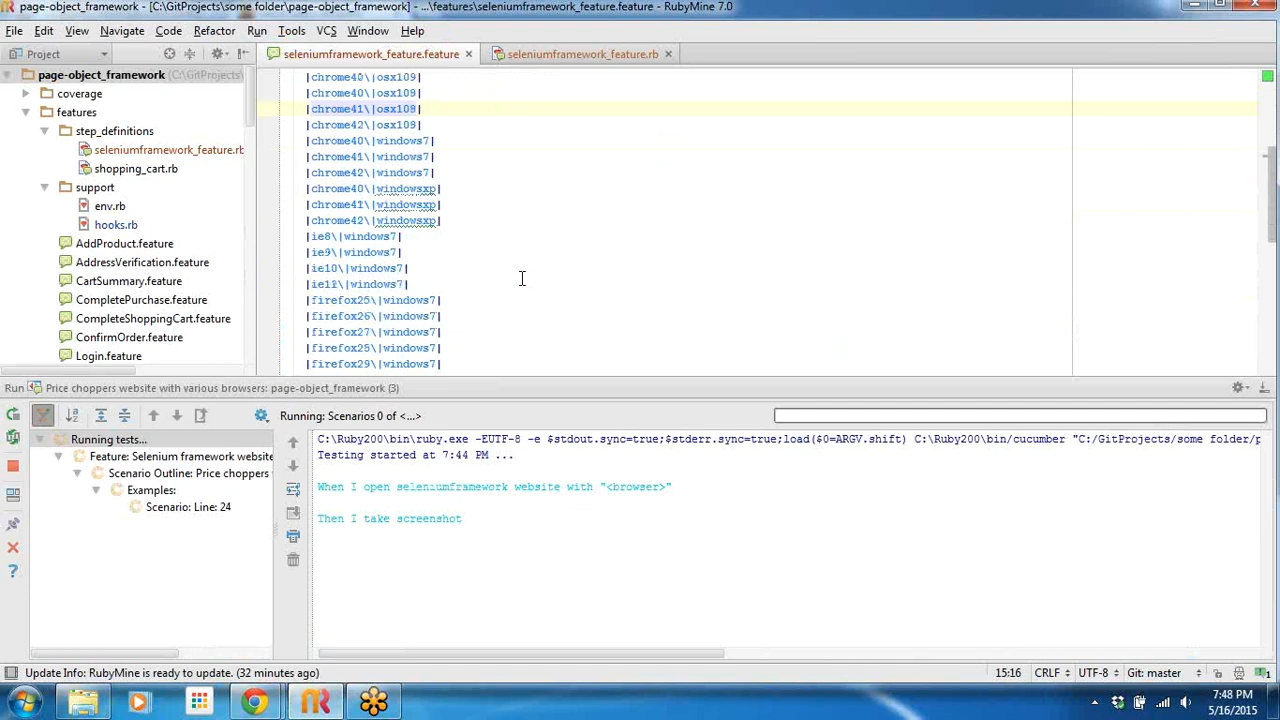 page-object_framework - [C:\GitProjects\some folder\page-object_framework] - ...\features\seleniumframework_feature.feature - RubyMine 7.0
File Edit View Navigate Code Refactor Run Tools VCS Window Help
Project
seleniumframework_feature.feature
seleniumframework_feature.rb
page-object_framework (C:\GitProjects
coverage
features
step_definitions
seleniumframework_feature.rb
shopping_cart.rb
support
env.rb
hooks.rb
AddProduct.feature
AddressVerification.feature
CartSummary.feature
CompletePurchase.feature
CompleteShoppingCart.feature
ConfirmOrder.feature
Login.feature
|chrome40\|osx109|
|chrome40\|osx109|
|chrome41\|osx109|
|chrome42\|osx109|
|chrome40\|windows7|
|chrome41\|windows7|
|chrome42\|windows7|
|chrome40\|windowsxp|
|chrome41\|windowsxp|
|chrome42\|windowsxp|
|ie8\|windows7|
|ie9\|windows7|
|ie10\|windows7|
|windows7|
|firefox25\|windows7|
|firefox26\|windows7|
|firefox27\|windows7|
|windows7|
|firefox29\|windows7|
Run Price choppers website with various browsers: page-object_framework (3)
Running: Scenarios 0 of <...>
Running tests...
Feature: Selenium framework website
Scenario Outline: Price choppers
Examples:
Scenario: Line: 24
C:\Ruby200\bin\ruby.exe -EUTF-8 -e $stdout.sync=true;$stderr.sync=true;load($0=ARGV.shift) C:\Ruby200\bin/cucumber "C:/GitProjects/some folder/p
Testing started at 7:44 PM ...
When I open seleniumframework website with "<browser>"
Then I take screenshot
Update Info: RubyMine is ready to update. (32 minutes ago)
15:16 CRLF UTF-8 Git: master
7:48 PM
5/16/2015